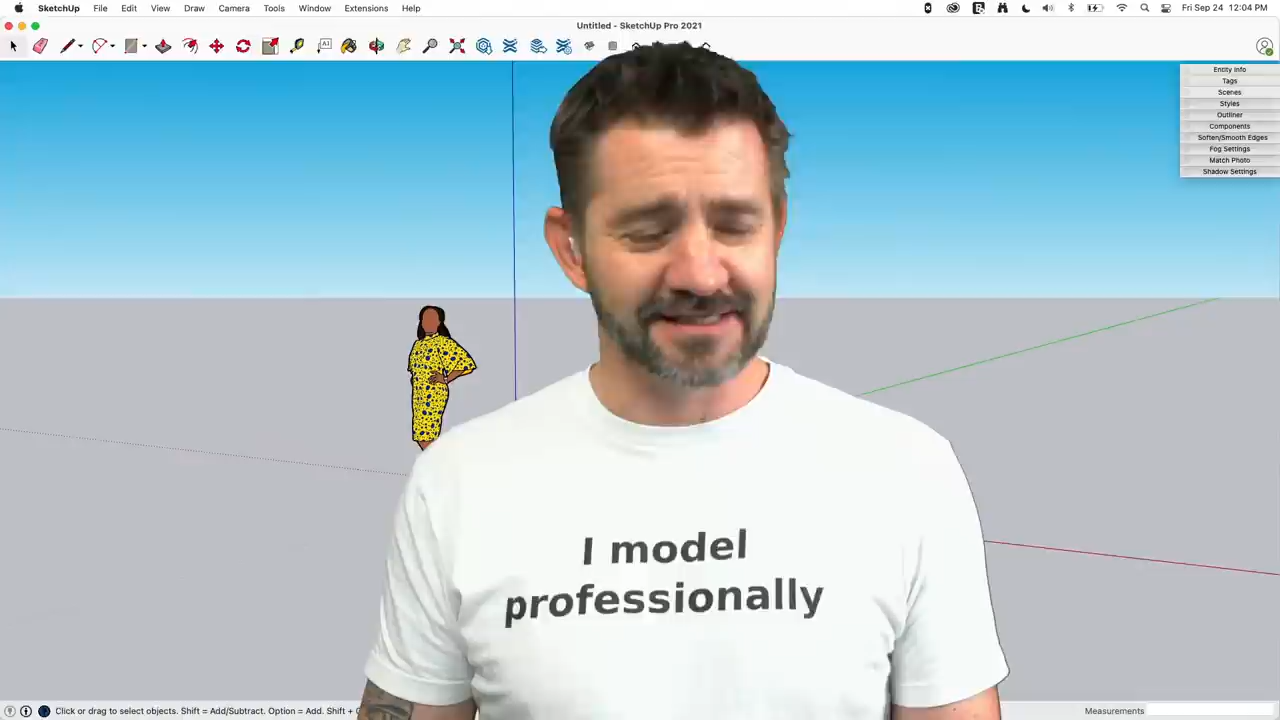 SketchUp File Edit View Draw Camera Tools Window Extensions Help
Fri Sep 24 12:04 PM
Untitled - SketchUp Pro 2021
Entity Info
Tags
Scenes
Styles
Outliner
Components
Soften/Smooth Edges
Fog Settings
Match Photo
Shadow Settings
I model
professionally
Click or drag to select objects. Shift = Add/Subtract. Option = Add. Shift +
Measurements